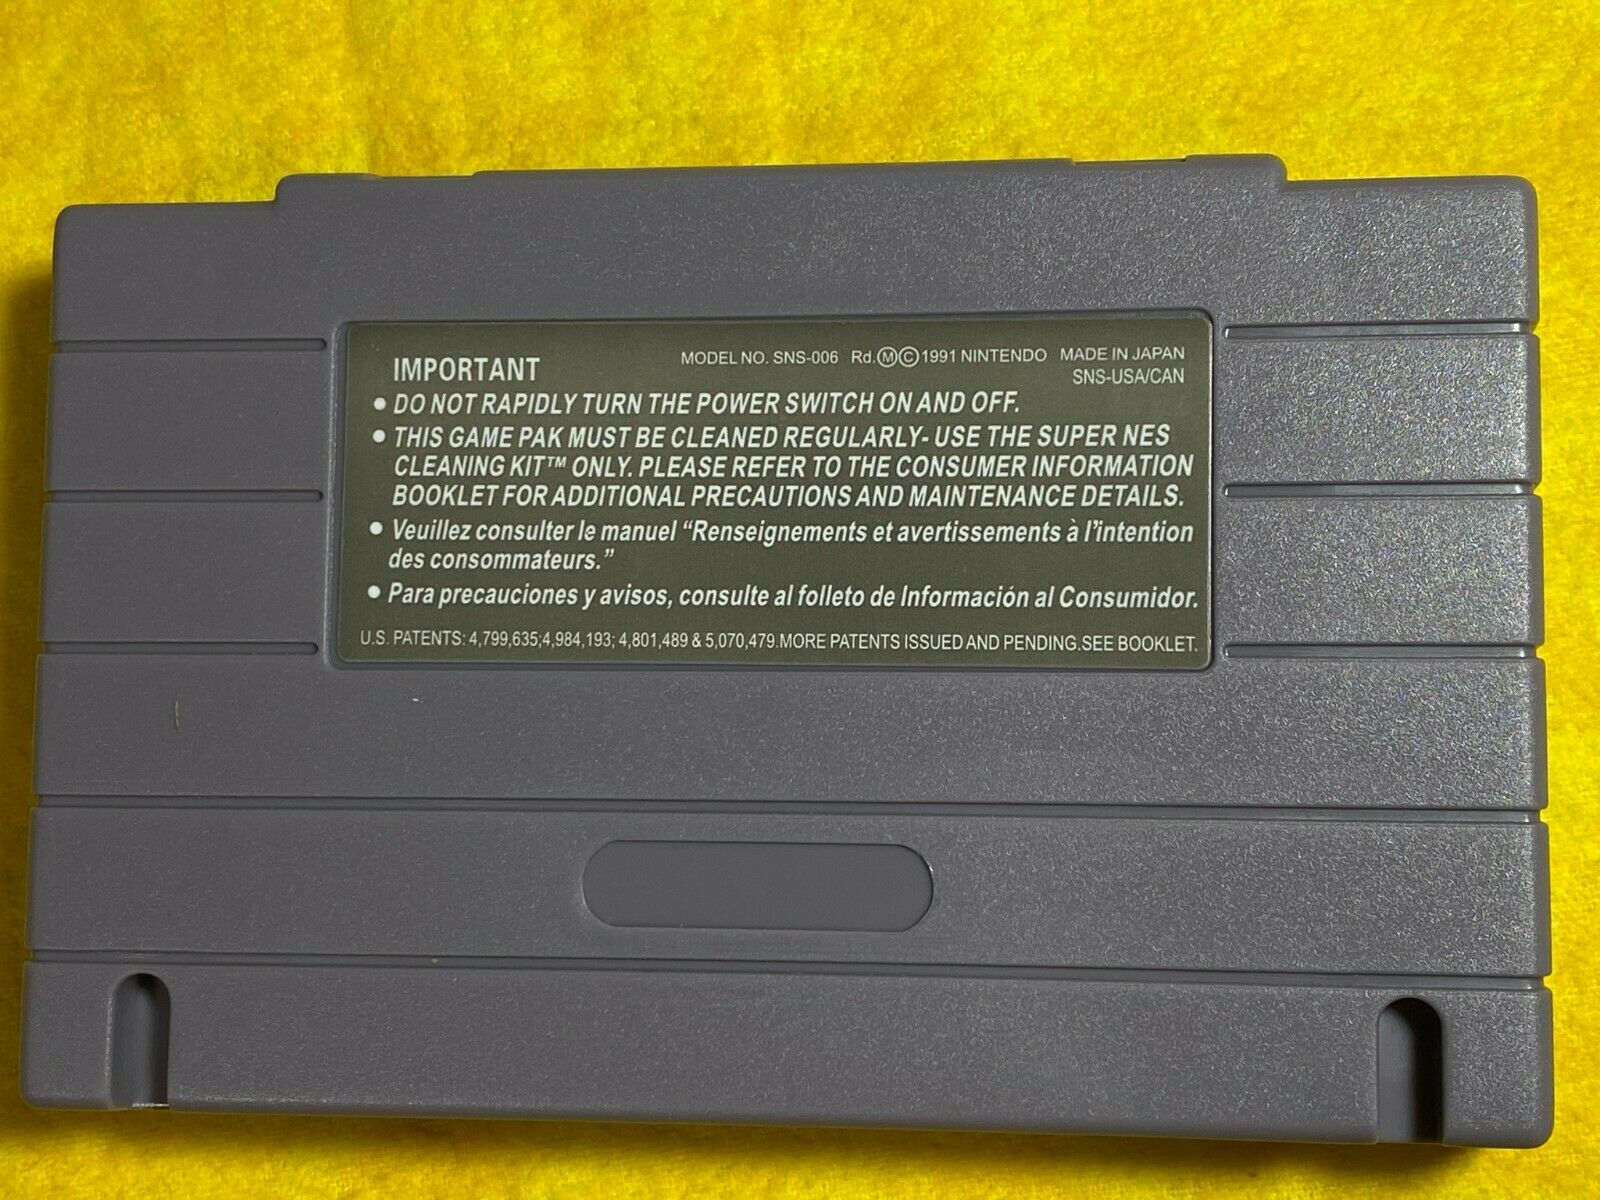 IMPORTANT MODEL NO. SNS-006 Rd.ⓂⒸ1991 NINTENDO MADE IN JAPAN
SNS-USA/CAN
• DO NOT RAPIDLY TURN THE POWER SWITCH ON AND OFF.
• THIS GAME PAK MUST BE CLEANED REGULARLY- USE THE SUPER NES
CLEANING KIT™ ONLY. PLEASE REFER TO THE CONSUMER INFORMATION
BOOKLET FOR ADDITIONAL PRECAUTIONS AND MAINTENANCE DETAILS.
• Veuillez consulter le manuel “Renseignements et avertissements à l'intention
des consommateurs.”
• Para precauciones y avisos, consulte al folleto de Información al Consumidor.
U.S. PATENTS: 4,799,635;4,984,193; 4,801,489 & 5,070,479.MORE PATENTS ISSUED AND PENDING.SEE BOOKLET.